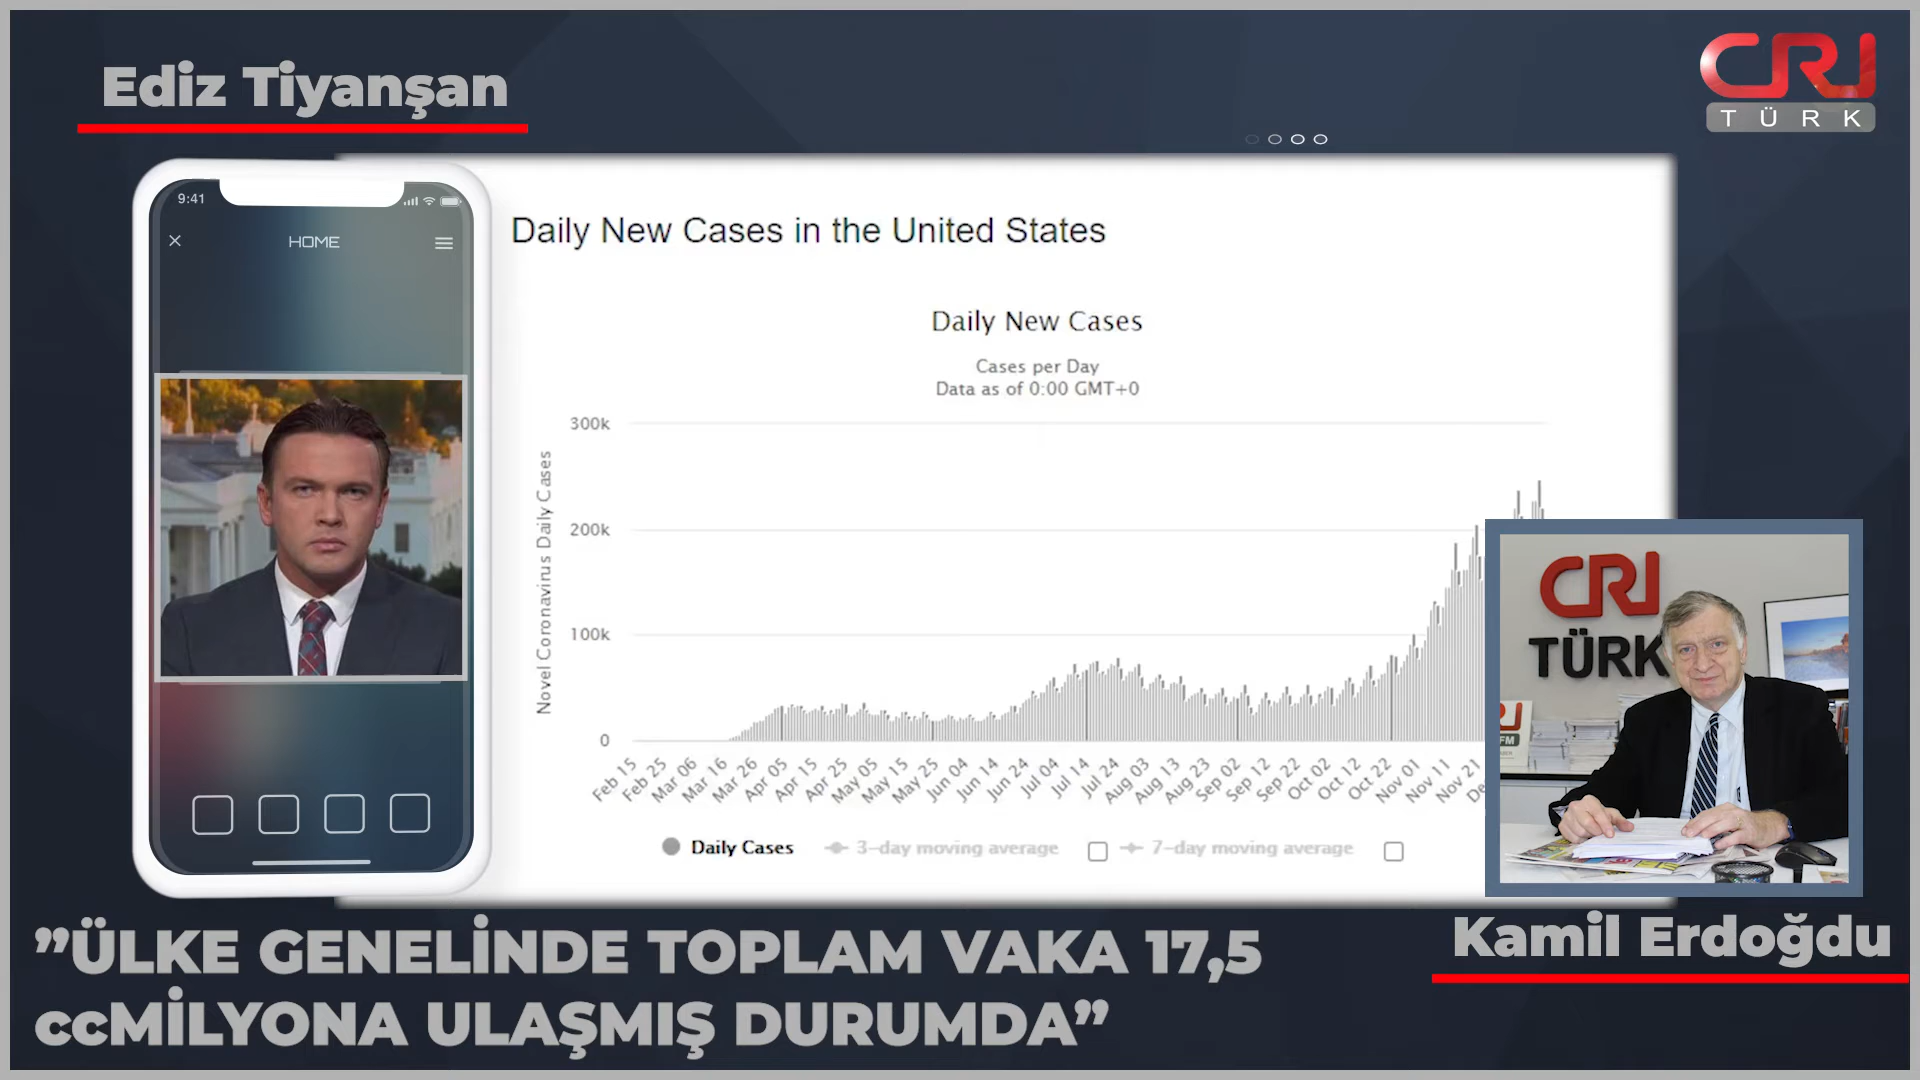 Ediz Tiyanşan
CRI
TÜRK
9:41
HOME
Daily New Cases in the United States
Daily New Cases
Cases per Day
Data as of 0:00 GMT+0
Novel Coronavirus Daily Cases
300k
200k
100k
0
Feb 15
Feb 25
Mar 06
Mar 16
Mar 26
Apr 05
Apr 15
Apr 25
May 05
May 15
May 25
Jun 04
Jun 14
Jun 24
Jul 04
Jul 14
Jul 24
Aug 03
Aug 13
Aug 23
Sep 02
Sep 12
Sep 22
Oct 02
Oct 12
Oct 22
Nov 01
Nov 11
Nov 21
Daily Cases
3-day moving average
7-day moving average
CRI
TÜRK
FM
Kamil Erdoğdu
”ÜLKE GENELİNDE TOPLAM VAKA 17,5
ccMİLYONA ULAŞMIŞ DURUMDA”